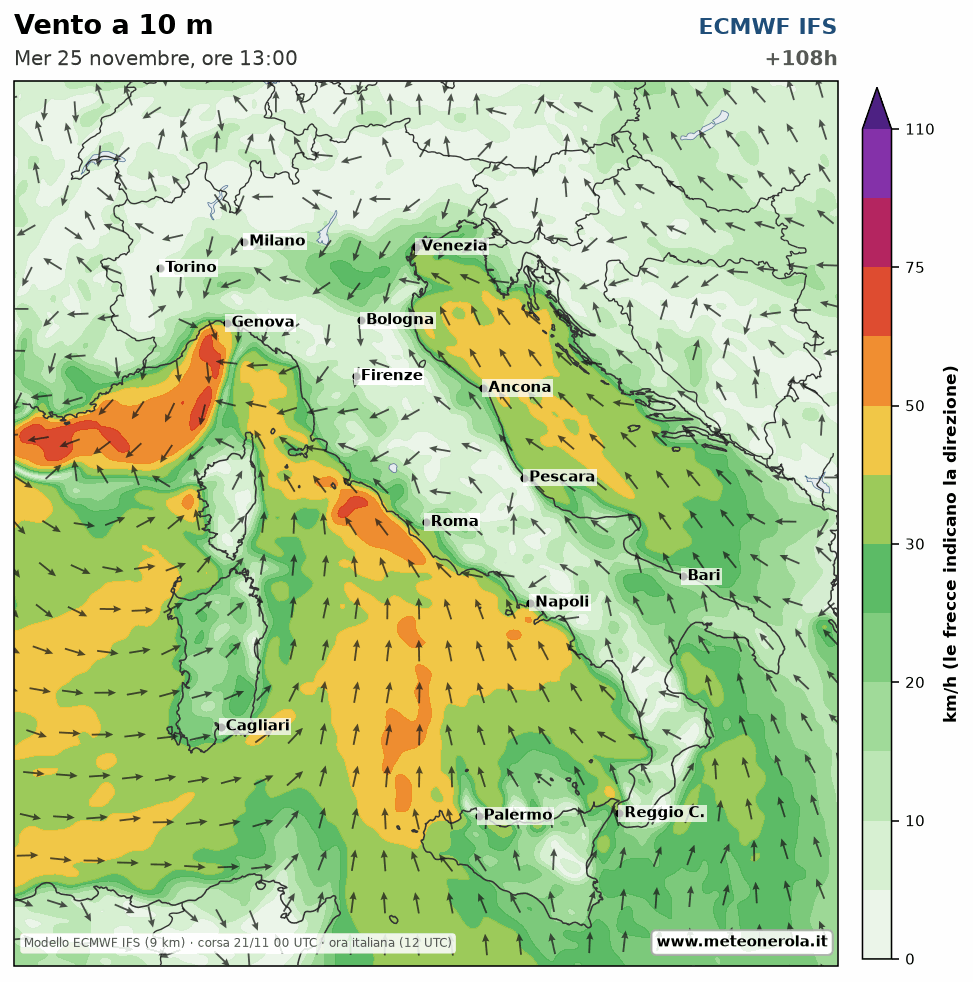 Vento a 10 m
ECMWF IFS
Mer 25 novembre, ore 13:00
+108h
110
Venezia
Milano
Torino
75
Bologna
Genova
Firenze
Ancona
50
Pescara
Roma
30
Bari
Napoli
20
Cagliari
Palermo
Reggio C.
10
Modello ECMWF IFS (9 km) · corsa 21/11 00 UTC · ora italiana (12 UTC)
www.meteonerola.it
0
km/h (le frecce indicano la direzione)